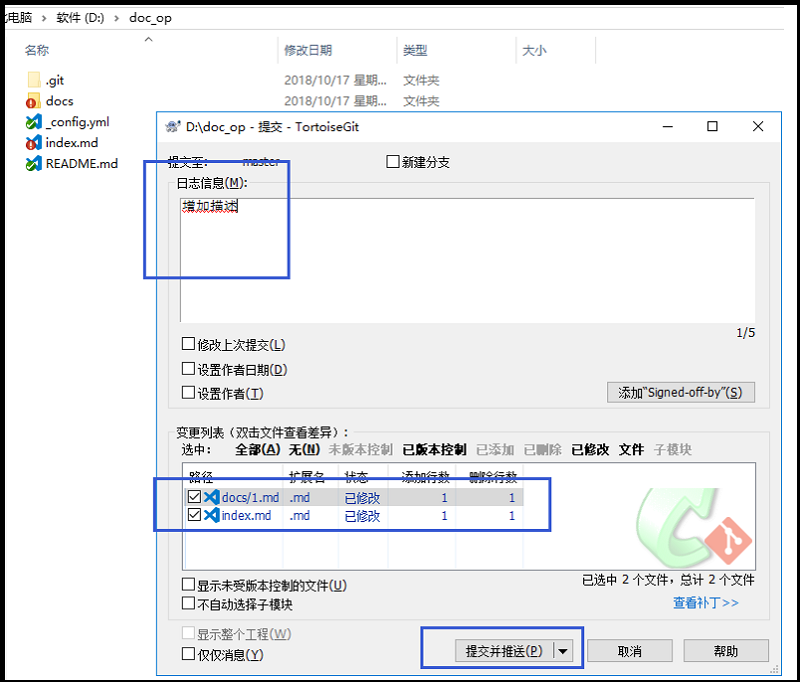 此电脑 > 软件 (D:) > doc_op
名称 修改日期 类型 大小
.git 2018/10/17 星期... 文件夹
docs 2018/10/17 星期... 文件夹
_config.yml
index.md
README.md
D:\doc_op - 提交 - TortoiseGit
提交至: master 新建分支
日志信息(M):
增加描述
1/5
修改上次提交(L)
设置作者日期(D)
设置作者(T) 添加"Signed-off-by"(S)
变更列表（双击文件查看差异）:
选中: 全部(A) 无(N) 未版本控制 已版本控制 已添加 已删除 已修改 文件 子模块
路径 扩展名 状态 添加行数 删除行数
docs/1.md .md 已修改 1 1
index.md .md 已修改 1 1
显示未受版本控制的文件(U) 已选中 2 个文件，总计 2 个文件
不自动选择子模块 查看补丁>>
显示整个工程(W)
仅仅消息(Y) 提交并推送(P) 取消 帮助